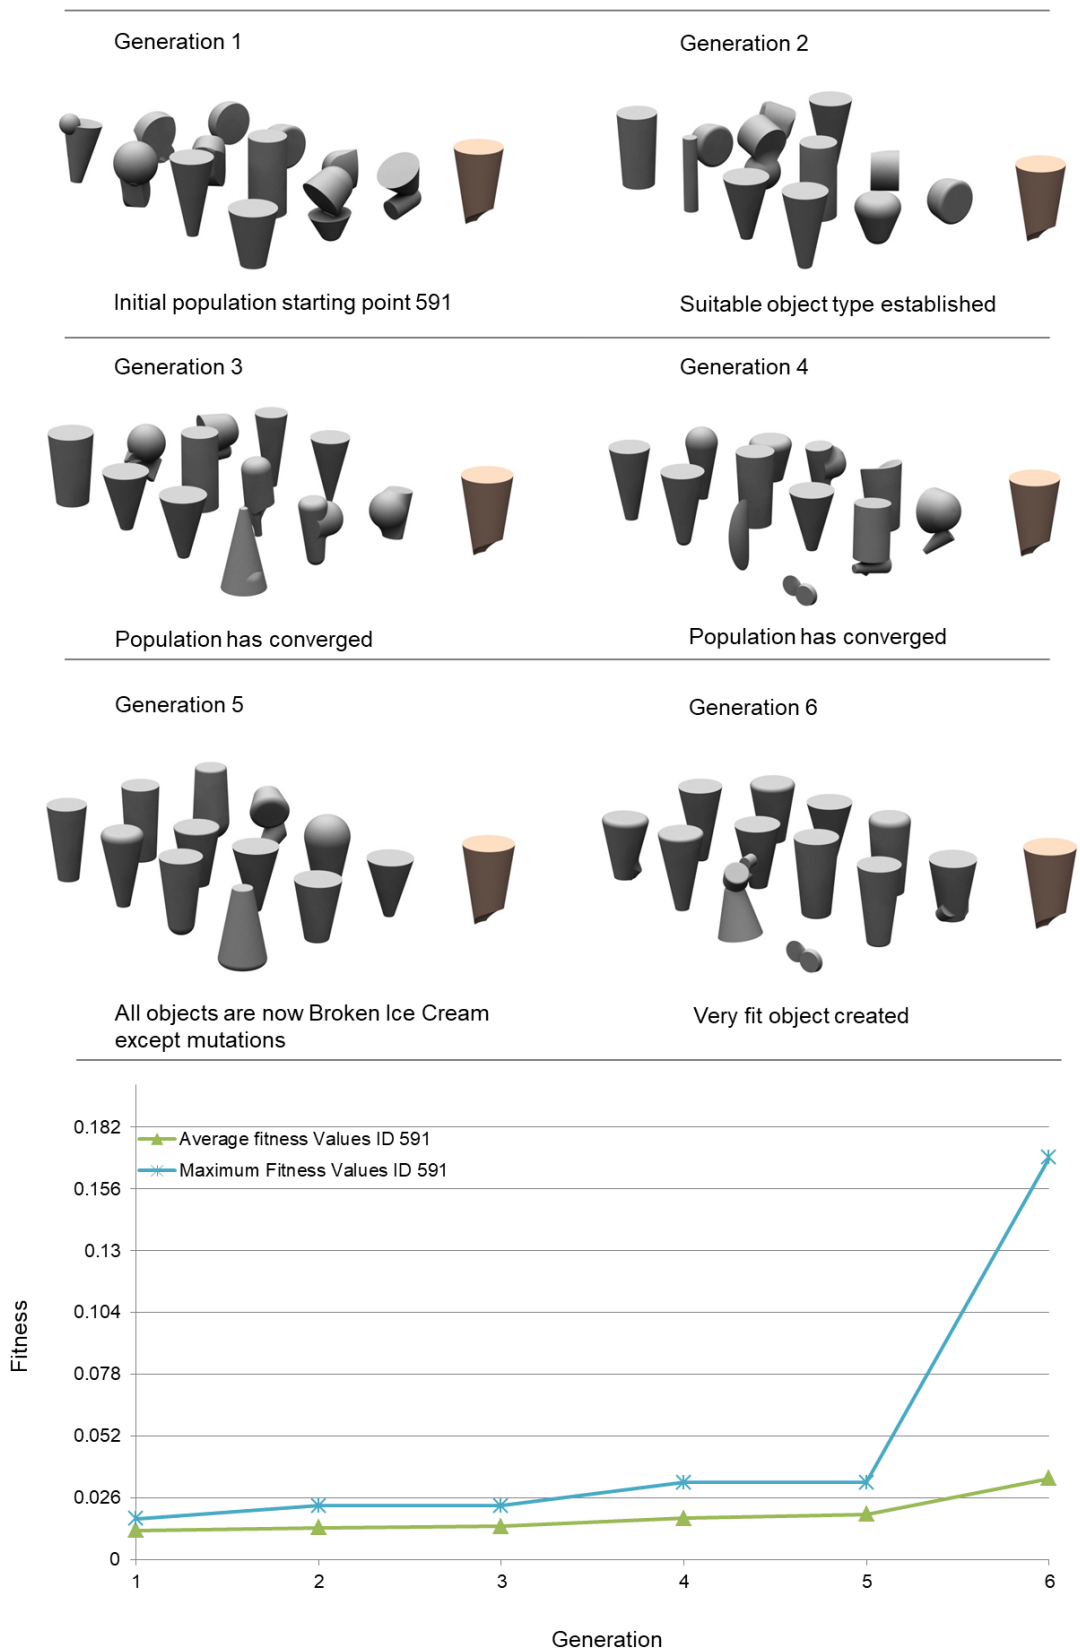 Generation 1
Generation 2
Initial population starting point 591
Suitable object type established
Generation 3
Generation 4
Population has converged
Population has converged
Generation 5
Generation 6
All objects are now Broken Ice Cream
except mutations
Very fit object created
0.182
0.156
0.13
0.104
0.078
0.052
0.026
0
Average fitness Values ID 591
Maximum Fitness Values ID 591
Fitness
1 2 3 4 5 6
Generation